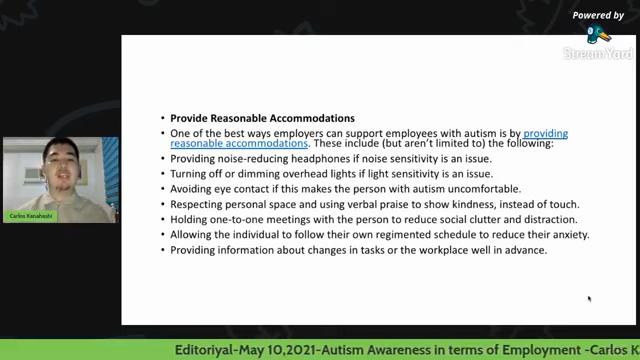 Powered by
StreamYard
• Provide Reasonable Accommodations
• One of the best ways employers can support employees with autism is by providing
reasonable accommodations. These include (but aren't limited to) the following:
• Providing noise-reducing headphones if noise sensitivity is an issue.
• Turning off or dimming overhead lights if light sensitivity is an issue.
• Avoiding eye contact if this makes the person with autism uncomfortable.
• Respecting personal space and using verbal praise to show kindness, instead of touch.
• Holding one-to-one meetings with the person to reduce social clutter and distraction.
• Allowing the individual to follow their own regimented schedule to reduce their anxiety.
• Providing information about changes in tasks or the workplace well in advance.
Carlos Kanahashi
Editoriyal-May 10,2021-Autism Awareness in terms of Employment -Carlos K